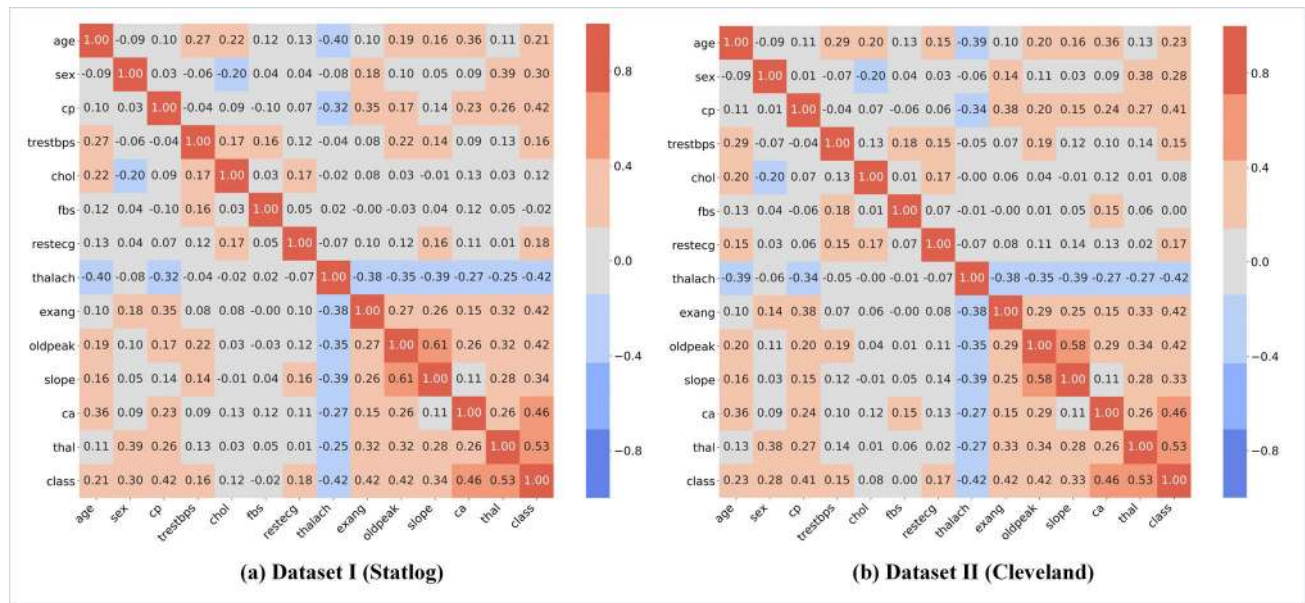 age 1.00 -0.09 0.10 0.27 0.22 0.12 0.13 -0.40 0.10 0.19 0.16 0.36 0.11 0.21
sex -0.09 1.00 0.03 -0.06 -0.20 0.04 0.04 -0.08 0.18 0.10 0.05 0.09 0.39 0.30
cp 0.10 0.03 1.00 -0.04 0.09 -0.10 0.07 -0.32 0.35 0.17 0.14 0.23 0.26 0.42
trestbps 0.27 -0.06 -0.04 1.00 0.17 0.16 0.12 -0.04 0.08 0.22 0.14 0.09 0.13 0.16
chol 0.22 -0.20 0.09 0.17 1.00 0.03 0.17 -0.02 0.08 0.03 -0.01 0.13 0.03 0.12
fbs 0.12 0.04 -0.10 0.16 0.03 1.00 0.05 0.02 -0.00 -0.03 0.04 0.12 0.05 -0.02
restecg 0.13 0.04 0.07 0.12 0.17 0.05 1.00 -0.07 0.10 0.12 0.16 0.11 0.01 0.18
thalach -0.40 -0.08 -0.32 -0.04 -0.02 0.02 -0.07 1.00 -0.38 -0.35 -0.39 -0.27 -0.25 -0.42
exang 0.10 0.18 0.35 0.08 0.08 -0.00 0.10 -0.38 1.00 0.27 0.26 0.15 0.32 0.42
oldpeak 0.19 0.10 0.17 0.22 0.03 -0.03 0.12 -0.35 0.27 1.00 0.61 0.26 0.32 0.42
slope 0.16 0.05 0.14 0.14 -0.01 0.04 0.16 -0.39 0.26 0.61 1.00 0.11 0.28 0.34
ca 0.36 0.09 0.23 0.09 0.13 0.12 0.11 -0.27 0.15 0.26 0.11 1.00 0.26 0.46
thal 0.11 0.39 0.26 0.13 0.03 0.05 0.01 -0.25 0.32 0.32 0.28 0.26 1.00 0.53
class 0.21 0.30 0.42 0.16 0.12 -0.02 0.18 -0.42 0.42 0.42 0.34 0.46 0.53 1.00
age sex cp trestbps chol fbs restecg thalach exang oldpeak slope ca thal class
0.8
0.4
0.0
−0.4
−0.8
(a) Dataset I (Statlog)
age 1.00 -0.09 0.11 0.29 0.20 0.13 0.15 -0.39 0.10 0.20 0.16 0.36 0.13 0.23
sex -0.09 1.00 0.01 -0.07 -0.20 0.04 0.03 -0.06 0.14 0.11 0.03 0.09 0.38 0.28
cp 0.11 0.01 1.00 -0.04 0.07 -0.06 0.06 -0.34 0.38 0.20 0.15 0.24 0.27 0.41
trestbps 0.29 -0.07 -0.04 1.00 0.13 0.18 0.15 -0.05 0.07 0.19 0.12 0.10 0.14 0.15
chol 0.20 -0.20 0.07 0.13 1.00 0.01 0.17 -0.00 0.06 0.04 -0.01 0.12 0.01 0.08
fbs 0.13 0.04 -0.06 0.18 0.01 1.00 0.07 -0.01 -0.00 0.01 0.05 0.15 0.06 0.00
restecg 0.15 0.03 0.06 0.15 0.17 0.07 1.00 -0.07 0.08 0.11 0.14 0.13 0.02 0.17
thalach -0.39 -0.06 -0.34 -0.05 -0.00 -0.01 -0.07 1.00 -0.38 -0.35 -0.39 -0.27 -0.27 -0.42
exang 0.10 0.14 0.38 0.07 0.06 -0.00 0.08 -0.38 1.00 0.29 0.25 0.15 0.33 0.42
oldpeak 0.20 0.11 0.20 0.19 0.04 0.01 0.11 -0.35 0.29 1.00 0.58 0.29 0.34 0.42
slope 0.16 0.03 0.15 0.12 -0.01 0.05 0.14 -0.39 0.25 0.58 1.00 0.11 0.28 0.33
ca 0.36 0.09 0.24 0.10 0.12 0.15 0.13 -0.27 0.15 0.29 0.11 1.00 0.26 0.46
thal 0.13 0.38 0.27 0.14 0.01 0.06 0.02 -0.27 0.33 0.34 0.28 0.26 1.00 0.53
class 0.23 0.28 0.41 0.15 0.08 0.00 0.17 -0.42 0.42 0.42 0.33 0.46 0.53 1.00
age sex cp trestbps chol fbs restecg thalach exang oldpeak slope ca thal class
0.8
0.4
0.0
−0.4
−0.8
(b) Dataset II (Cleveland)